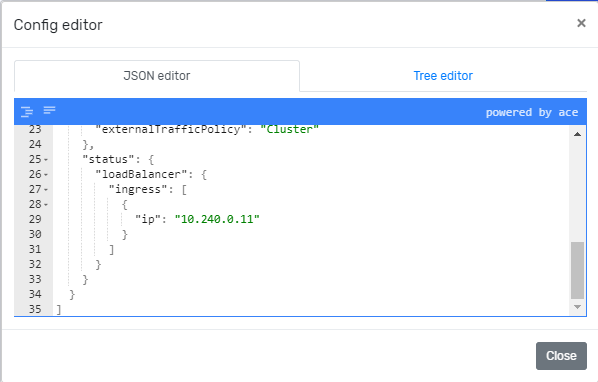 Config editor ×
JSON editor Tree editor
powered by ace
23 "externalTrafficPolicy": "Cluster"
24 },
25 "status": {
26 "loadBalancer": {
27 "ingress": [
28 {
29 "ip": "10.240.0.11"
30 }
31 ]
32 }
33 }
34 }
35 ]
Close